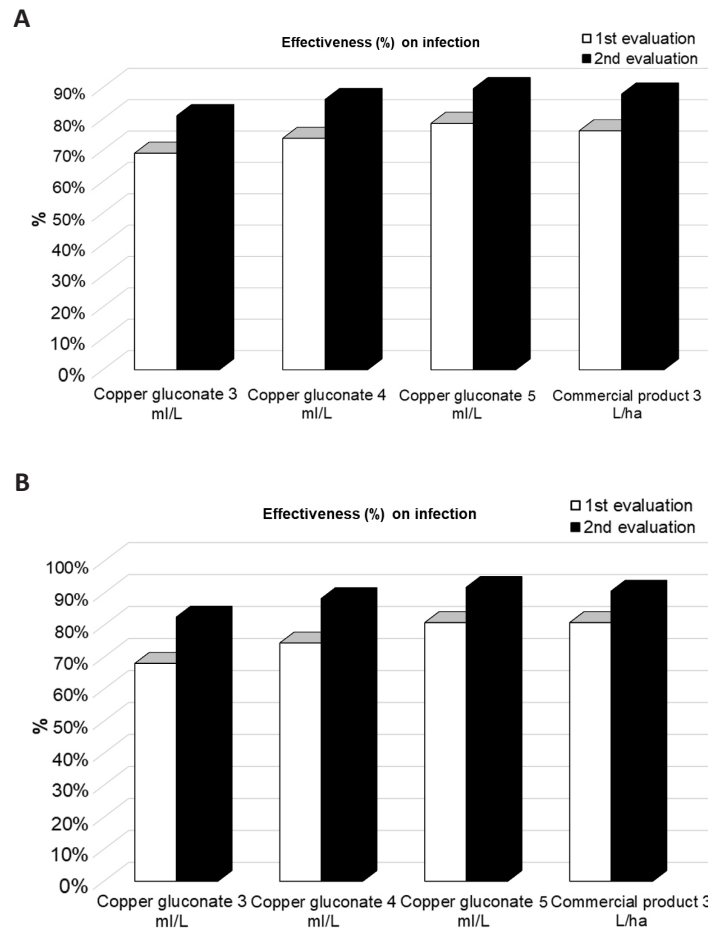 A
Effectiveness (%) on infection
1st evaluation
2nd evaluation
90%
80%
70%
60%
50%
40%
30%
20%
10%
0%
%
Copper gluconate 3
ml/L
Copper gluconate 4
ml/L
Copper gluconate 5
ml/L
Commercial product 3
L/ha
B
Effectiveness (%) on infection
1st evaluation
2nd evaluation
100%
90%
80%
70%
60%
50%
40%
30%
20%
10%
0%
%
Copper gluconate 3
ml/L
Copper gluconate 4
ml/L
Copper gluconate 5
ml/L
Commercial product 3
L/ha